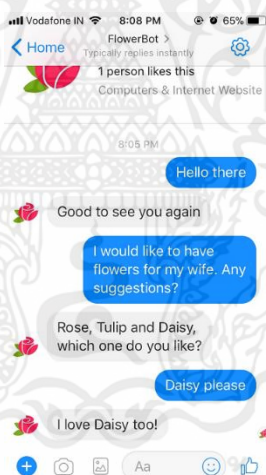 Vodafone IN 8:08 PM 65%
Home FlowerBot >
Typically replies instantly
1 person likes this
Computers & Internet Website
8:05 PM
Hello there
Good to see you again
I would like to have
flowers for my wife. Any
suggestions?
Rose, Tulip and Daisy,
which one do you like?
Daisy please
I love Daisy too!
Aa